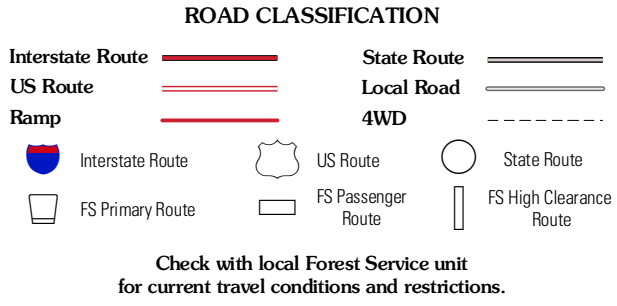 ROAD CLASSIFICATION
Interstate Route
State Route
US Route
Local Road
Ramp
4WD
Interstate Route
US Route
State Route
FS Primary Route
FS Passenger
Route
FS High Clearance
Route
Check with local Forest Service unit
for current travel conditions and restrictions.